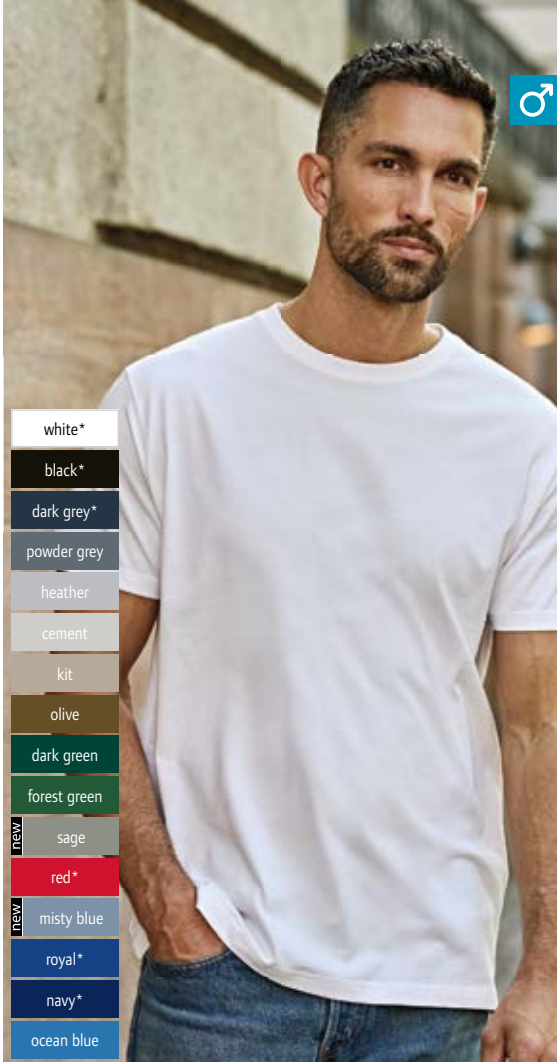 white*
black*
dark grey*
powder grey
heather
cement
kit
olive
dark green
forest green
new
sage
red*
new
misty blue
royal*
navy*
ocean blue